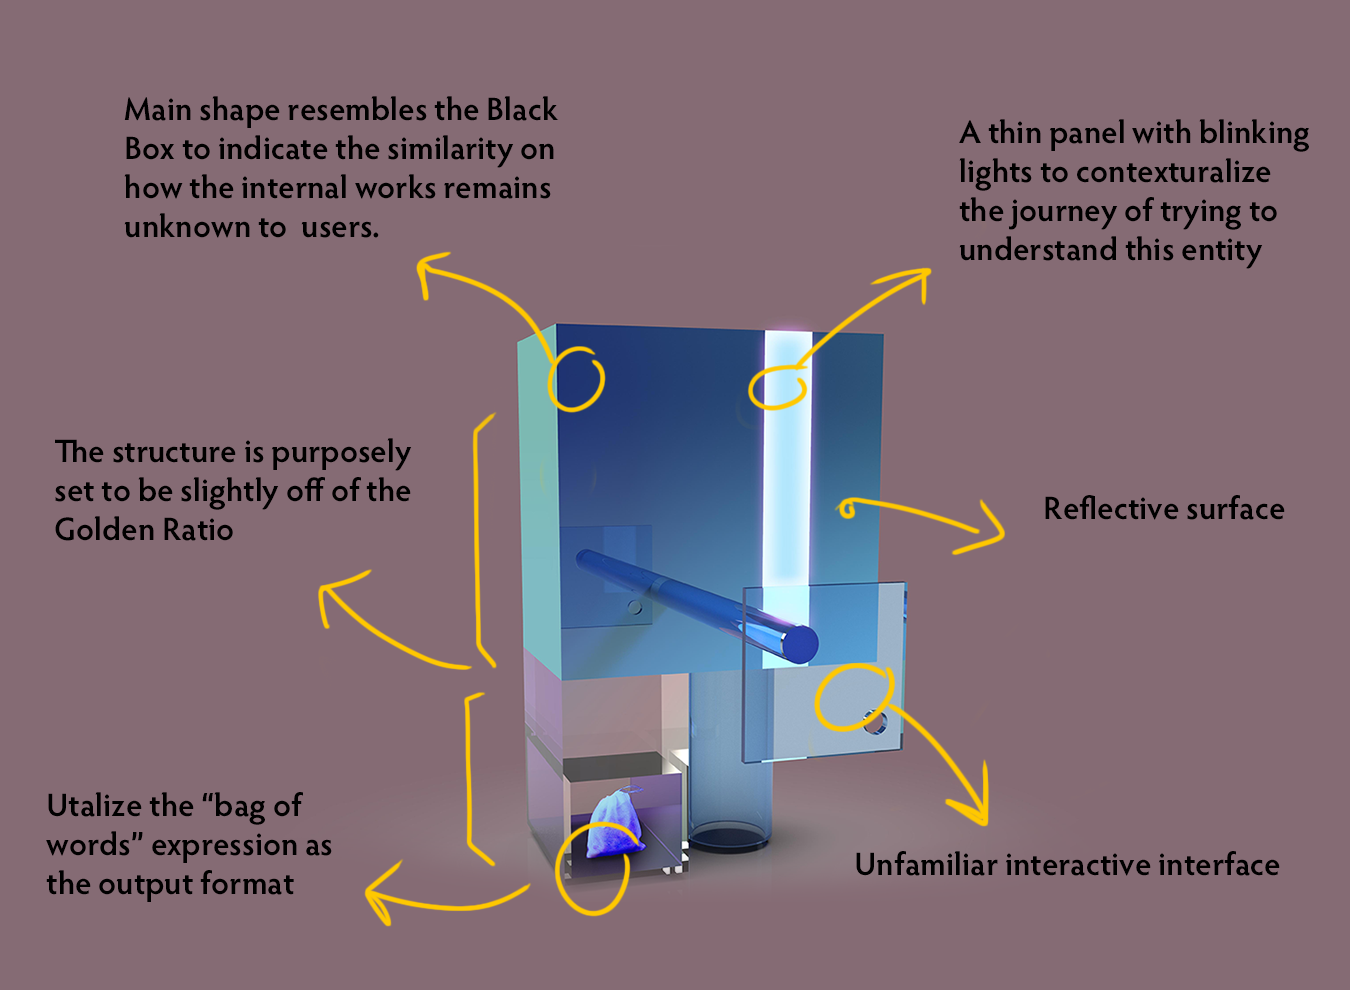 Main shape resembles the Black
Box to indicate the similarity on
how the internal works remains
unknown to  users.
A thin panel with blinking
lights to contexturalize
the journey of trying to
understand this entity
The structure is purposely
set to be slightly off of the
Golden Ratio
Reflective surface
Utalize the “bag of
words” expression as
the output format
Unfamiliar interactive interface